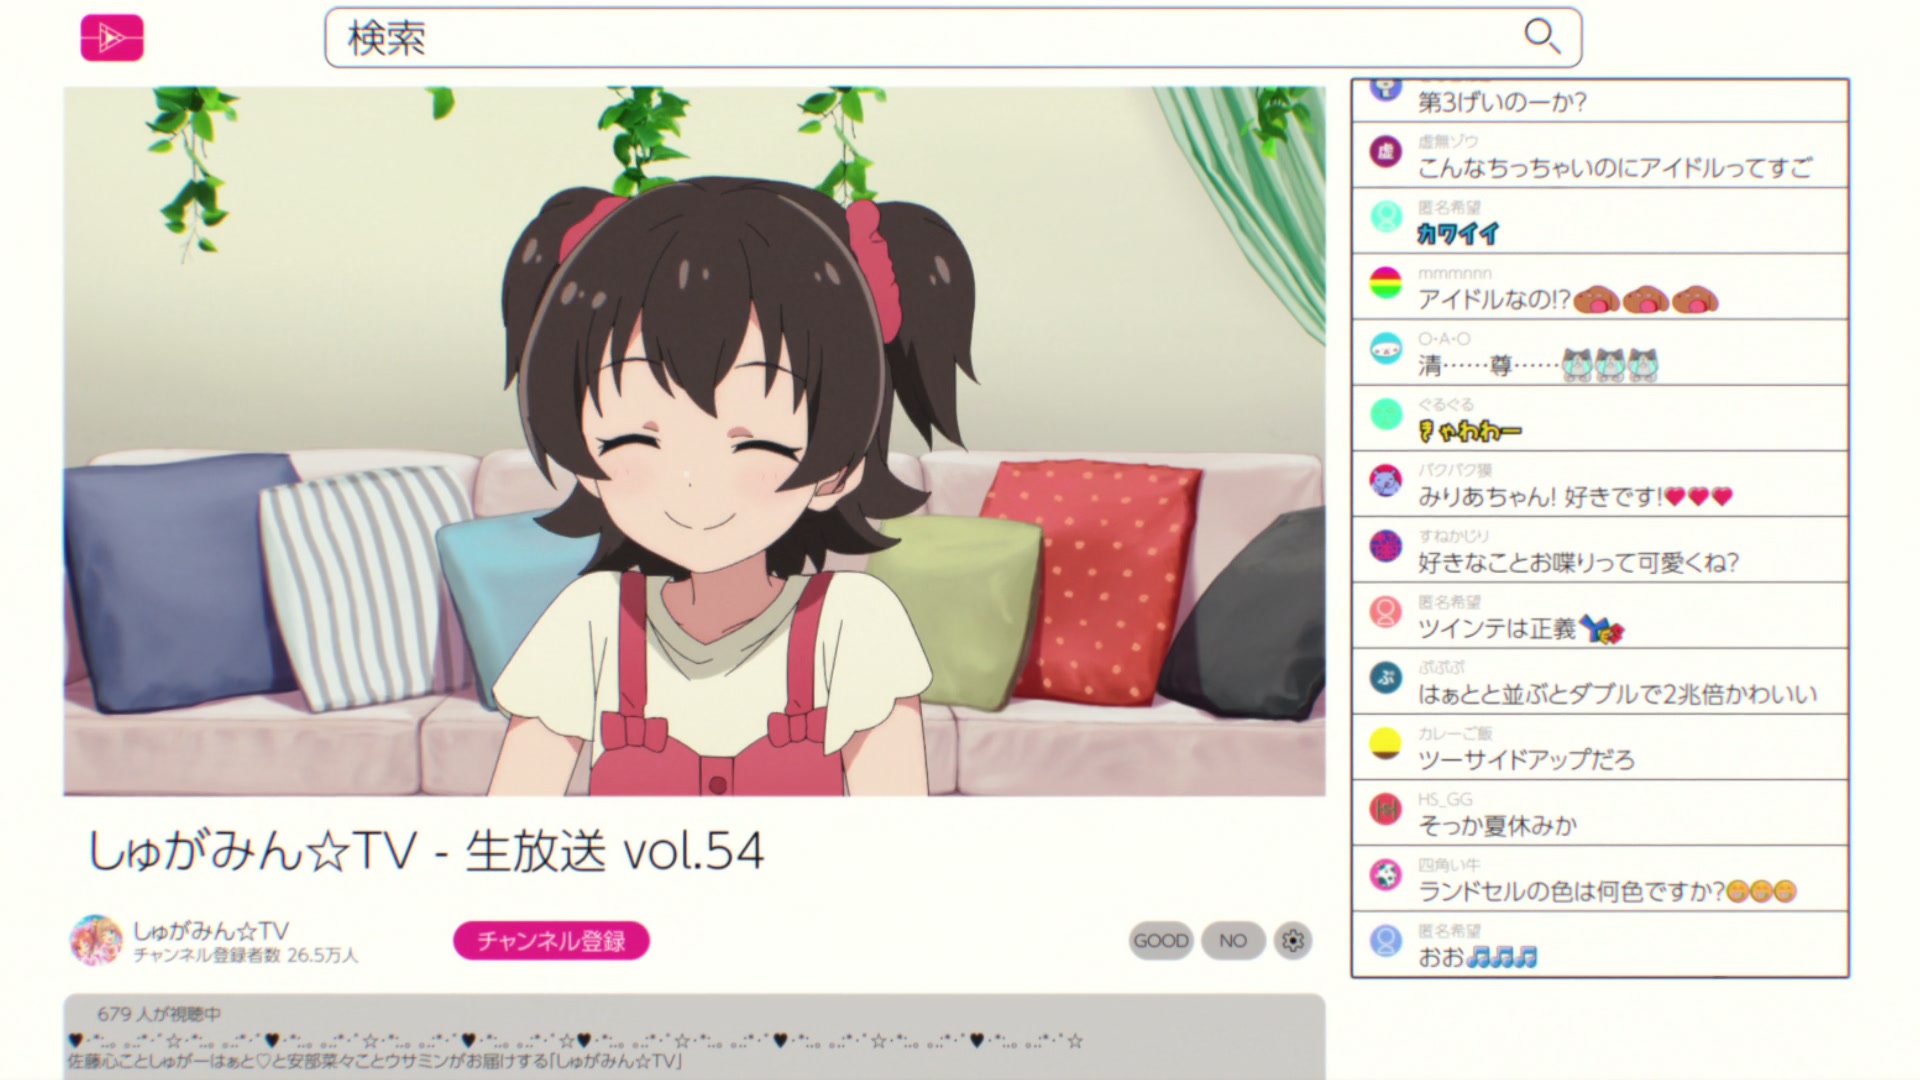 検索
第3げいのーか?
虚
虚無ゾウ
こんなちっちゃいのにアイドルってすご
匿名希望
カワイイ
mmmnnn
アイドルなの!?
O・A・O
清……尊……
ぐるぐる
きゃわわー
パクパク獏
みりあちゃん! 好きです!♥♥♥
すねかじり
好きなことお喋りって可愛くね?
匿名希望
ツインテは正義
ぷ
ぷぷぷ
はぁとと並ぶとダブルで2兆倍かわいい
カレーご飯
ツーサイドアップだろ
HS_GG
そっか夏休みか
四角い牛
ランドセルの色は何色ですか?
匿名希望
おお
しゅがみん☆TV - 生放送 vol.54
しゅがみん☆TV
チャンネル登録者数 26.5万人
チャンネル登録
GOOD
NO
679 人が視聴中
佐藤心ことしゅがーはぁと♡と安部菜々ことウサミンがお届けする「しゅがみん☆TV」